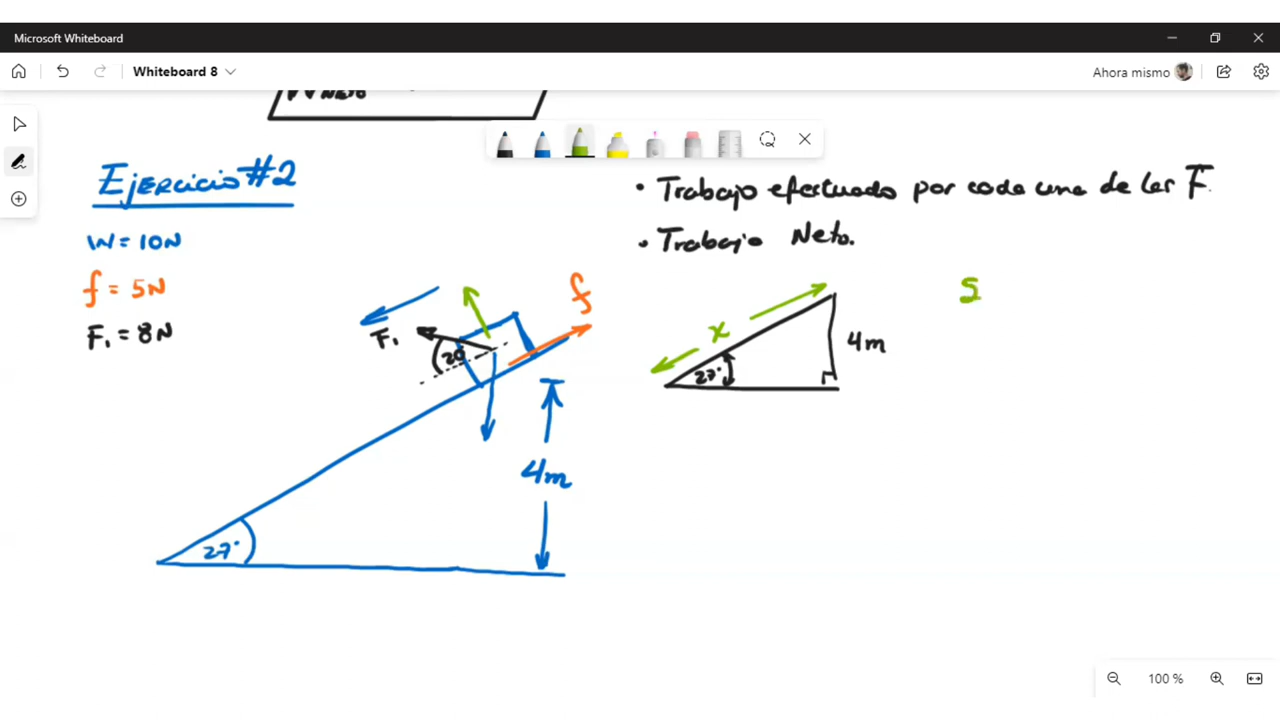 Microsoft Whiteboard
Whiteboard 8
Ahora mismo
NETO
Ejercicio #2
• Trabajo efectuado por cada una de las F.
• Trabajo Neto.
W = 10N
f = 5N
F₁ = 8N
f
F₁
20
4m
27°
x
27°
4m
S
100 %